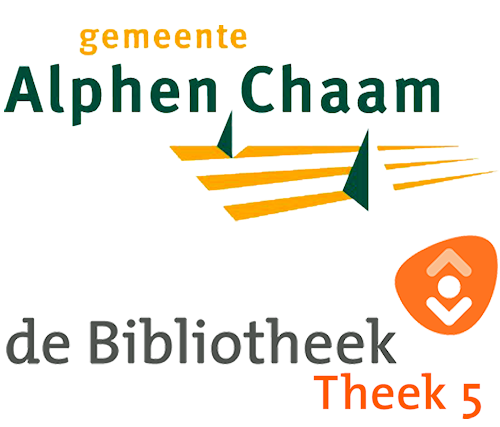 gemeente
Alphen Chaam
de Bibliotheek
Theek 5